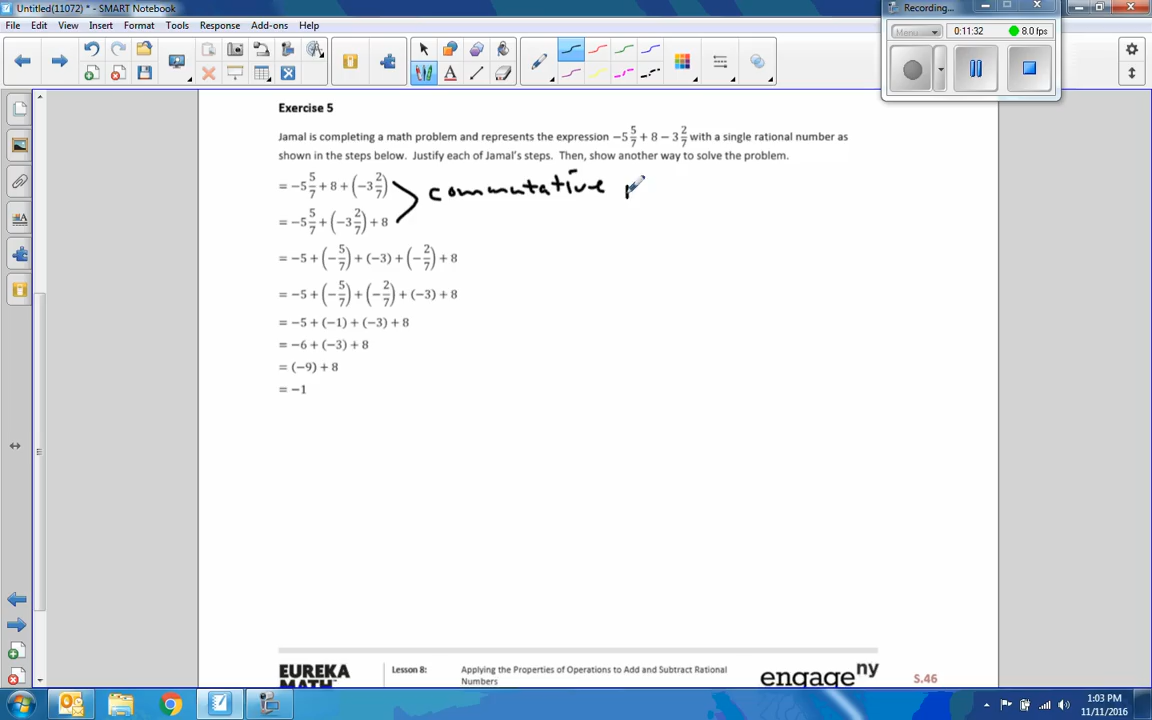 Untitled(11072) * - SMART Notebook
Recording...
File Edit View Insert Format Tools Response Add-ons Help
Menu 0:11:32 8.0 fps
Exercise 5
Jamal is completing a math problem and represents the expression −5 5/7 + 8 − 3 2/7 with a single rational number as
shown in the steps below. Justify each of Jamal's steps. Then, show another way to solve the problem.
= −5 5/7 + 8 + (−3 2/7)
commutative p
= −5 5/7 + (−3 2/7) + 8
= −5 + (−5/7) + (−3) + (−2/7) + 8
= −5 + (−5/7) + (−2/7) + (−3) + 8
= −5 + (−1) + (−3) + 8
= −6 + (−3) + 8
= (−9) + 8
= −1
EUREKA
MATH
Lesson 8:
Applying the Properties of Operations to Add and Subtract Rational
Numbers
engage ny
S.46
1:03 PM
11/11/2016